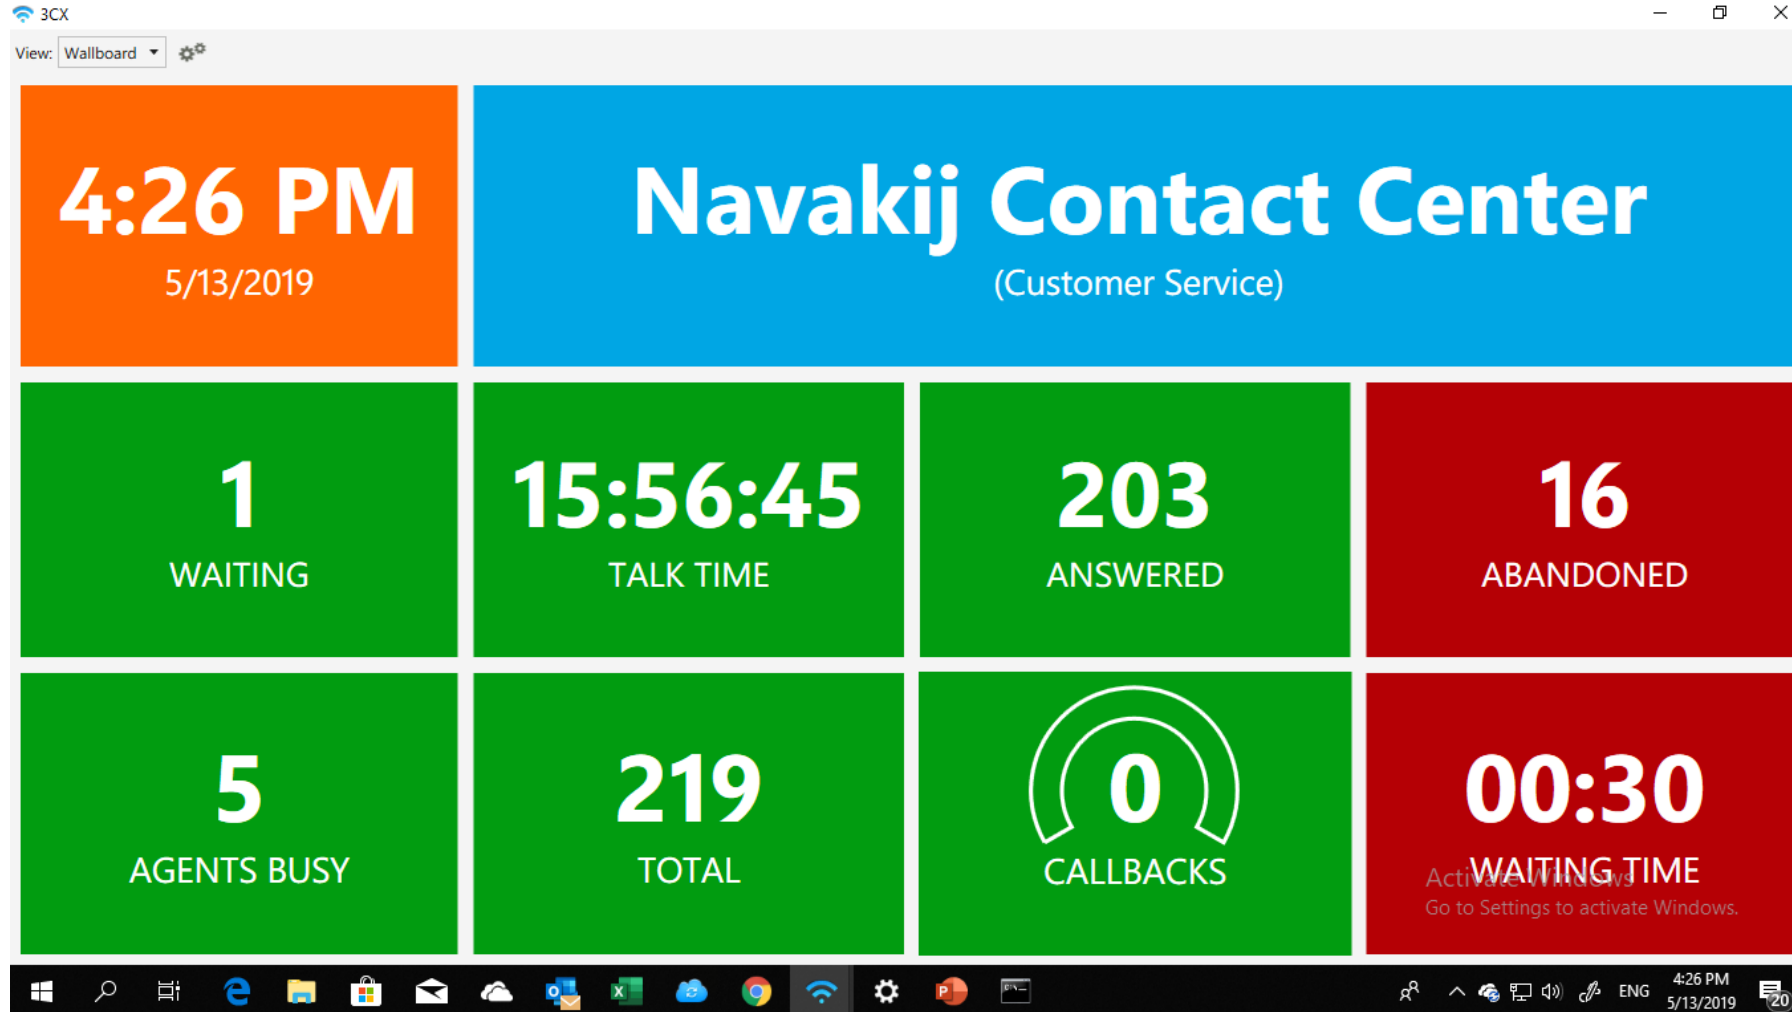 3CX
View: Wallboard
4:26 PM
5/13/2019
Navakij Contact Center
(Customer Service)
1
WAITING
15:56:45
TALK TIME
203
ANSWERED
16
ABANDONED
5
AGENTS BUSY
219
TOTAL
0
CALLBACKS
00:30
WAITING TIME
Activate Windows
Go to Settings to activate Windows.
ENG
4:26 PM
5/13/2019
20